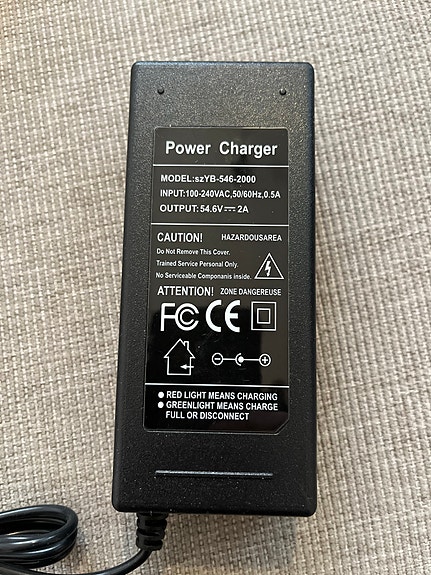 Power Charger
MODEL:szYB-546-2000
INPUT:100-240VAC,50/60Hz,0.5A
OUTPUT: 54.6V⎓2A
CAUTION! HAZARDOUSAREA
Do Not Remove This Cover.
Trained Service Personal Only.
No Serviceable Componanis inside.
ATTENTION! ZONE DANGEREUSE
FC CE
● RED LIGHT MEANS CHARGING
● GREENLIGHT MEANS CHARGE
FULL OR DISCONNECT